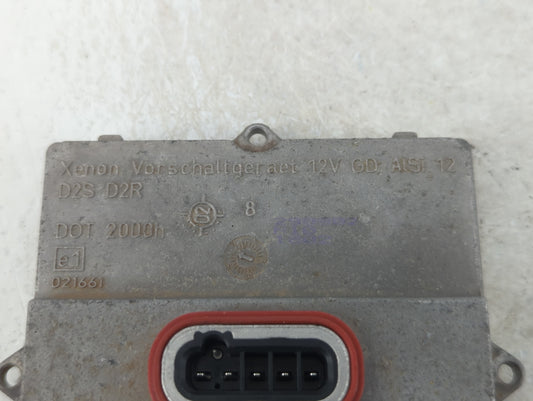 Xenon Vorschaltgeraet 12V GD AlSi 12
D2S D2R
8
DOT 2000h
e1
021661